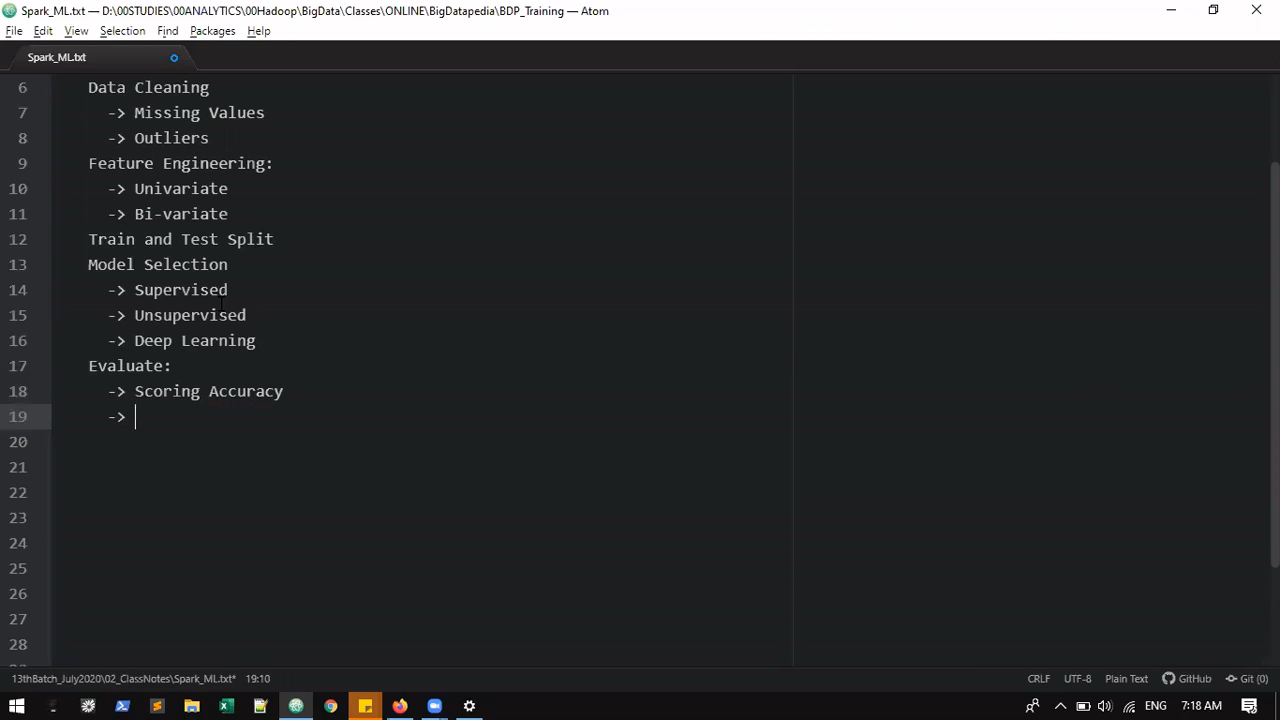 Spark_ML.txt — D:\00STUDIES\00ANALYTICS\00Hadoop\BigData\Classes\ONLINE\BigDatapedia\BDP_Training — Atom
File Edit View Selection Find Packages Help
Spark_ML.txt
6 Data Cleaning
7 -> Missing Values
8 -> Outliers
9 Feature Engineering:
10 -> Univariate
11 -> Bi-variate
12 Train and Test Split
13 Model Selection
14 -> Supervised
15 -> Unsupervised
16 -> Deep Learning
17 Evaluate:
18 -> Scoring Accuracy
19 ->
20
21
22
23
24
25
26
27
28
13thBatch_July2020\02_ClassNotes\Spark_ML.txt* 19:10 CRLF UTF-8 Plain Text GitHub Git (0)
ENG 7:18 AM